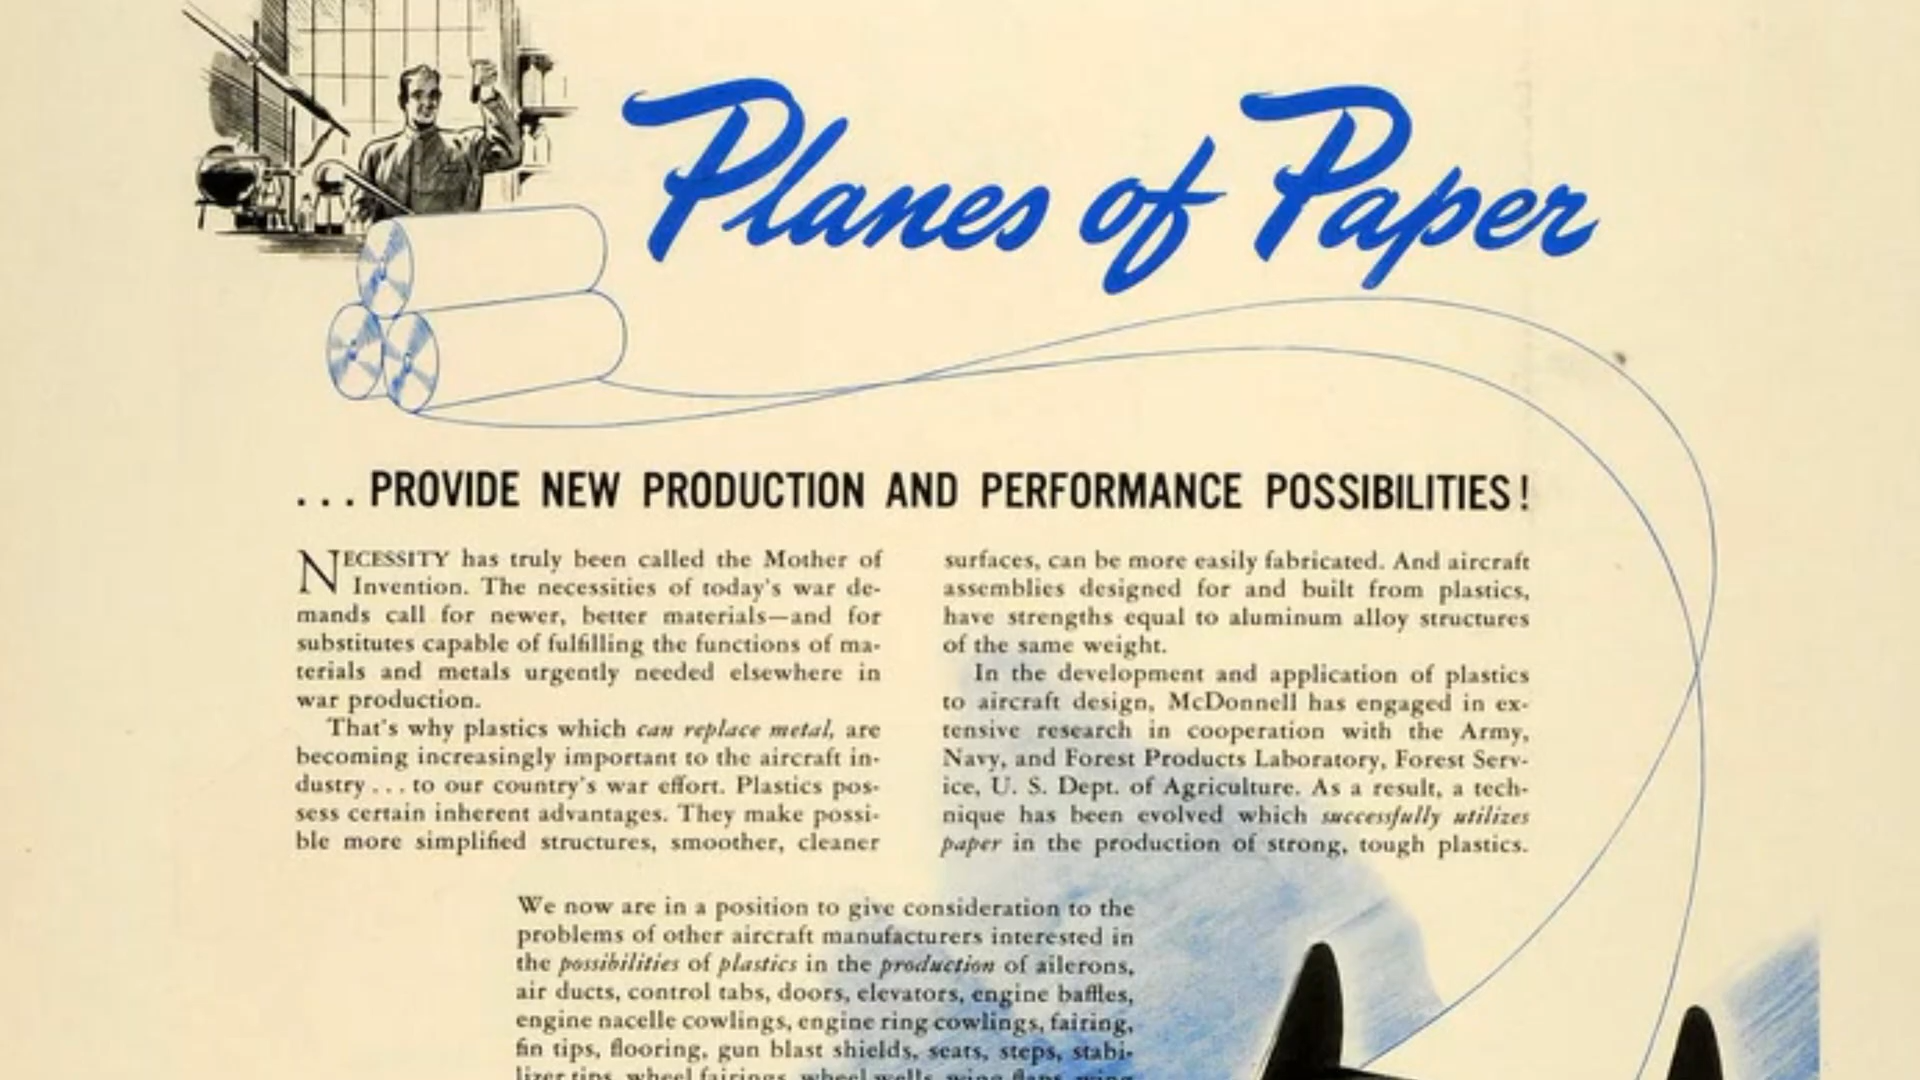 Planes of Paper
...PROVIDE NEW PRODUCTION AND PERFORMANCE POSSIBILITIES!
NECESSITY has truly been called the Mother of
Invention. The necessities of today's war de-
mands call for newer, better materials—and for
substitutes capable of fulfilling the functions of ma-
terials and metals urgently needed elsewhere in
war production.
That's why plastics which can replace metal, are
becoming increasingly important to the aircraft in-
dustry...to our country's war effort. Plastics pos-
sess certain inherent advantages. They make possi-
ble more simplified structures, smoother, cleaner
surfaces, can be more easily fabricated. And aircraft
assemblies designed for and built from plastics,
have strengths equal to aluminum alloy structures
of the same weight.
In the development and application of plastics
to aircraft design, McDonnell has engaged in ex-
tensive research in cooperation with the Army,
Navy, and Forest Products Laboratory, Forest Serv-
ice, U. S. Dept. of Agriculture. As a result, a tech-
nique has been evolved which successfully utilizes
paper in the production of strong, tough plastics.
We now are in a position to give consideration to the
problems of other aircraft manufacturers interested in
the possibilities of plastics in the production of ailerons,
air ducts, control tabs, doors, elevators, engine baffles,
engine nacelle cowlings, engine ring cowlings, fairing,
fin tips, flooring, gun blast shields, seats, steps, stabi-
lizer tips, wheel fairings, wheel wells, wing flaps, wing